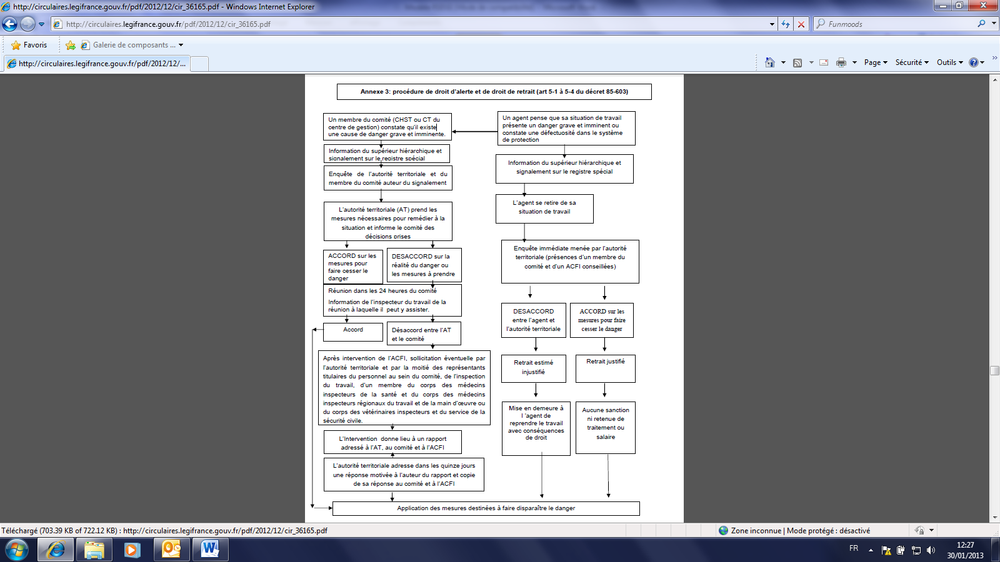 http://circulaires.legifrance.gouv.fr/pdf/2012/12/cir_36165.pdf - Windows Internet Explorer
http://circulaires.legifrance.gouv.fr/pdf/2012/12/cir_36165.pdf
Funmoods
Favoris
Galerie de composants ...
http://circulaires.legifrance.gouv.fr/pdf/2012/12/...
Page
Sécurité
Outils
Annexe 3: procédure de droit d'alerte et de droit de retrait (art 5-1 à 5-4 du décret 85-603)
Un membre du comité (CHST ou CT du
centre de gestion) constate qu'il existe
une cause de danger grave et imminente.
Information du supérieur hiérarchique et
signalement sur le registre spécial
Enquête de l'autorité territoriale et du
membre du comité auteur du signalement
L'autorité territoriale (AT) prend les
mesures nécessaires pour remédier à la
situation et informe le comité des
décisions prises
ACCORD sur les
mesures pour
faire cesser le
danger
DESACCORD sur la
réalité du danger ou
les mesures à prendre
Réunion dans les 24 heures du comité
Information de l'inspecteur du travail de la
réunion à laquelle il peut y assister.
Accord
Désaccord entre l'AT
et le comité
Après intervention de l'ACFI, sollicitation éventuelle par
l'autorité territoriale et par la moitié des représentants
titulaires du personnel au sein du comité, de l'inspection
du travail, d'un membre du corps des médecins
inspecteurs de la santé et du corps des médecins
inspecteurs régionaux du travail et de la main d'œuvre ou
du corps des vétérinaires inspecteurs et du service de la
sécurité civile.
L'Intervention donne lieu à un rapport
adressé à l'AT, au comité et à l'ACFI
L'autorité territoriale adresse dans les quinze jours
une réponse motivée à l'auteur du rapport et copie
de sa réponse au comité et à l'ACFI
Un agent pense que sa situation de travail
présente un danger grave et imminent ou
constate une défectuosité dans le système
de protection
Information du supérieur hiérarchique et
signalement sur le registre spécial
L'agent se retire de sa
situation de travail
Enquête immédiate menée par l'autorité
territoriale (présences d'un membre du
comité et d'un ACFI conseillées)
DESACCORD
entre l'agent et
l'autorité territoriale
ACCORD sur les
mesures pour faire
cesser le danger
Retrait estimé
injustifié
Retrait justifié
Mise en demeure à
l 'agent de
reprendre le travail
avec conséquences
de droit
Aucune sanction
ni retenue de
traitement ou
salaire
Application des mesures destinées à faire disparaître le danger
Téléchargé (703.39 KB of 722.12 KB) : http://circulaires.legifrance.gouv.fr/pdf/2012/12/cir_36165.pdf
Zone inconnue | Mode protégé : désactivé
FR
12:27
30/01/2013